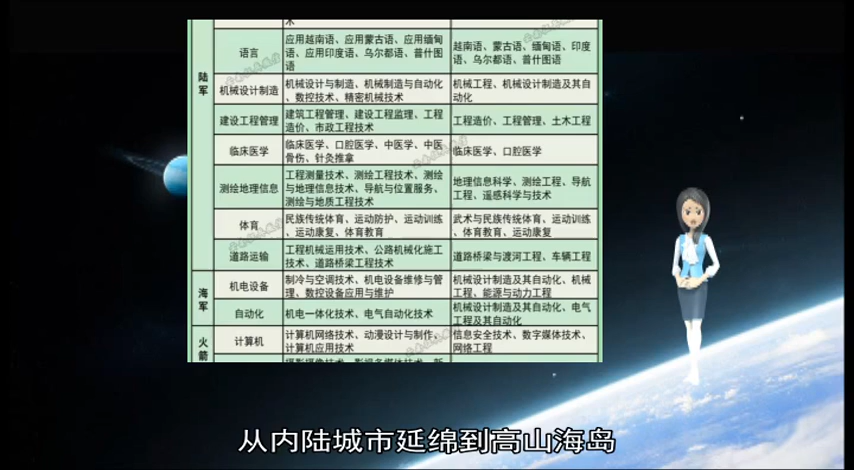 术
陆军
语言
应用越南语、应用蒙古语、应用缅甸
语、应用印度语、乌尔都语、普什图
语
越南语、蒙古语、缅甸语、印度
语、乌尔都语、普什图语
机械设计制造
机械设计与制造、机械制造与自动化
、数控技术、精密机械技术
机械工程、机械设计制造及其自
动化
建设工程管理
建筑工程管理、建设工程监理、工程
造价、市政工程技术
工程造价、工程管理、土木工程
临床医学
临床医学、口腔医学、中医学、中医
骨伤、针灸推拿
临床医学、口腔医学
测绘地理信息
工程测量技术、测绘工程技术、测绘
与地理信息技术、导航与位置服务、
测绘与地质工程技术
地理信息科学、测绘工程、导航
工程、遥感科学与技术
体育
民族传统体育、运动防护、运动训练
、运动康复、体育教育
武术与民族传统体育、运动训练
、体育教育、运动康复
道路运输
工程机械运用技术、公路机械化施工
技术、道路桥梁工程技术
道路桥梁与渡河工程、车辆工程
海军
机电设备
制冷与空调技术、机电设备维修与管
理、数控设备应用与维护
机械设计制造及其自动化、机械
工程、能源与动力工程
自动化
机电一体化技术、电气自动化技术
机械设计制造及其自动化、电气
工程及其自动化
火箭
计算机
计算机网络技术、动漫设计与制作、
计算机应用技术
信息安全技术、数字媒体技术、
网络工程
从内陆城市延绵到高山海岛